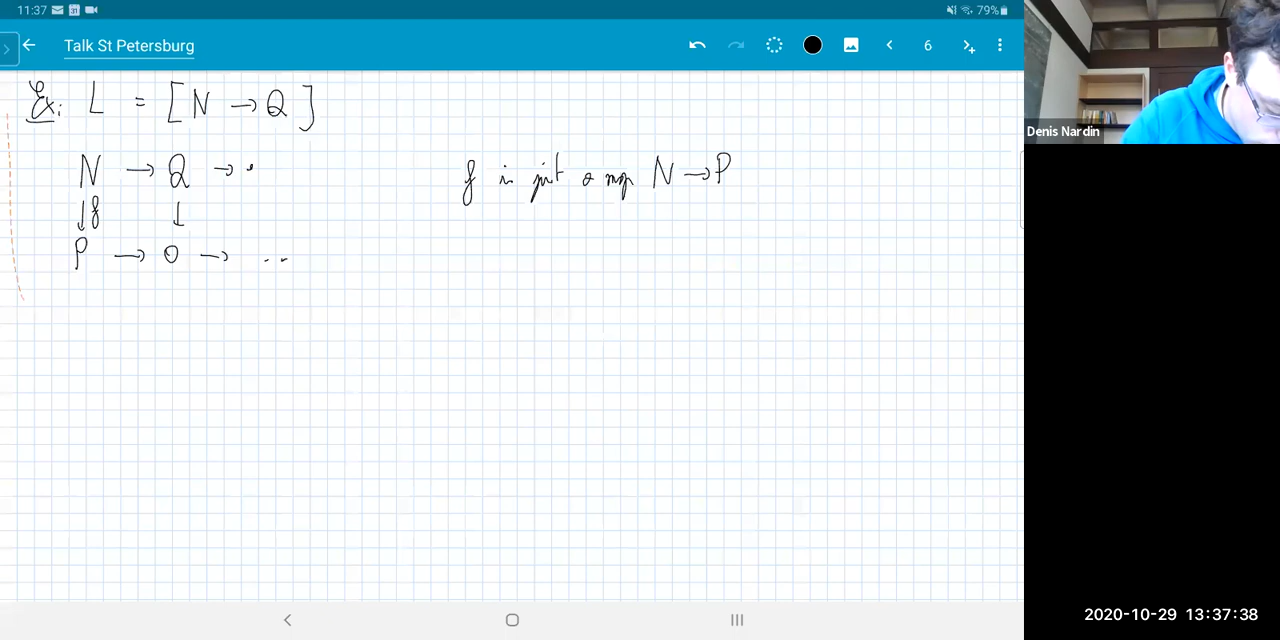 11:37 79%
Talk St Petersburg 6
Ex: L = [N → Q]
N → Q → .
f is just a map N → P
↓f ↓
P → 0 → ...
Denis Nardin
2020-10-29 13:37:38